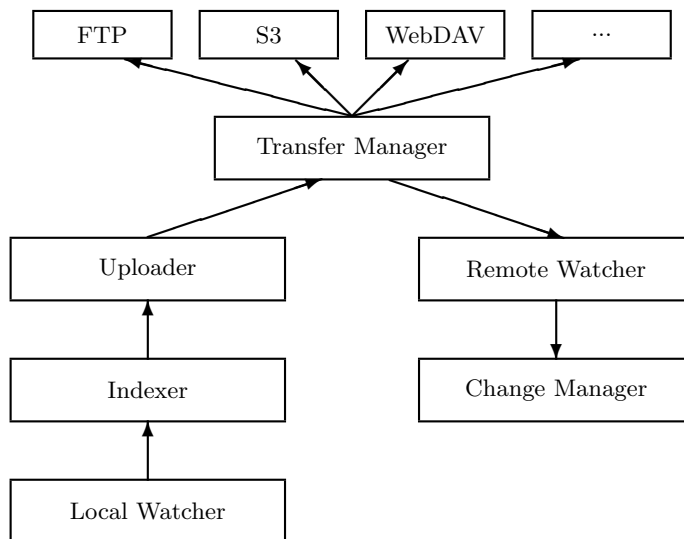 FTP
S3
WebDAV
...
Transfer Manager
Uploader
Remote Watcher
Indexer
Change Manager
Local Watcher